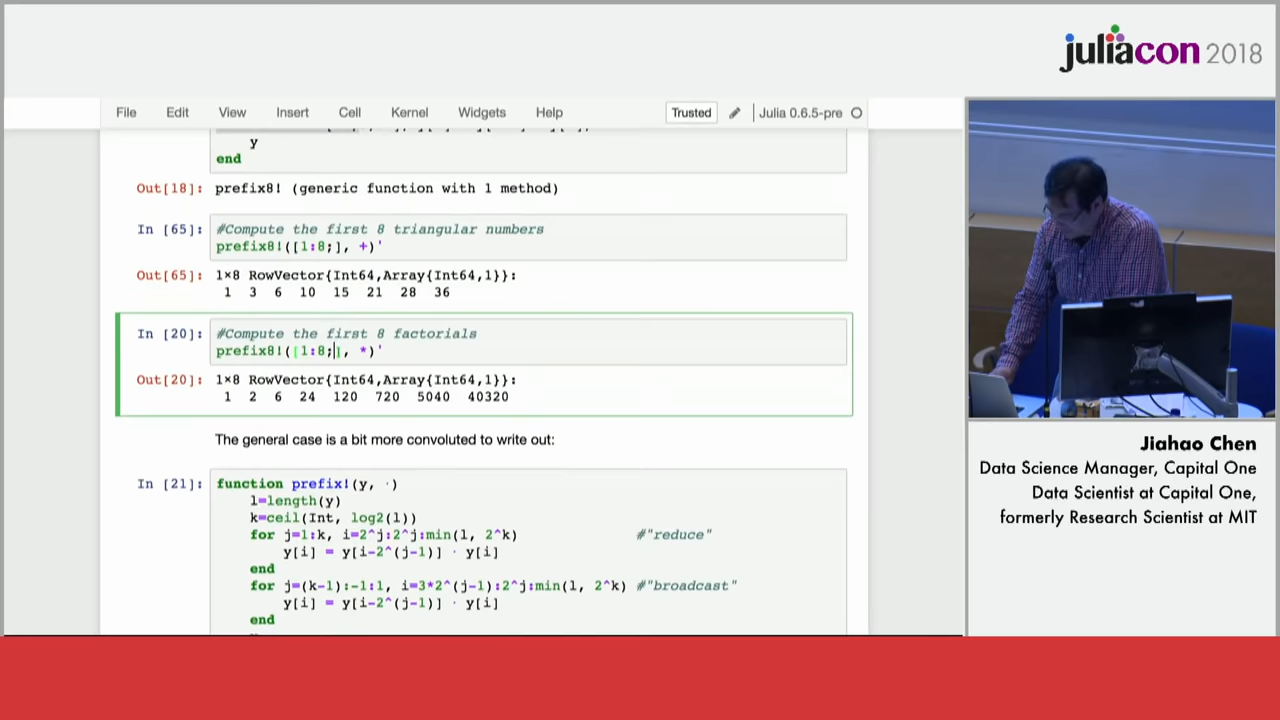 juliacon 2018
File Edit View Insert Cell Kernel Widgets Help Trusted Julia 0.6.5-pre
y
end
Out[18]: prefix8! (generic function with 1 method)
In [65]: #Compute the first 8 triangular numbers
prefix8!([1:8;], +)'
Out[65]: 1×8 RowVector{Int64,Array{Int64,1}}:
1 3 6 10 15 21 28 36
In [20]: #Compute the first 8 factorials
prefix8!([1:8;], *)'
Out[20]: 1×8 RowVector{Int64,Array{Int64,1}}:
1 2 6 24 120 720 5040 40320
The general case is a bit more convoluted to write out:
In [21]: function prefix!(y, ·)
l=length(y)
k=ceil(Int, log2(l))
for j=1:k, i=2^j:2^j:min(l, 2^k) #"reduce"
y[i] = y[i-2^(j-1)] · y[i]
end
for j=(k-1):-1:1, i=3*2^(j-1):2^j:min(l, 2^k) #"broadcast"
y[i] = y[i-2^(j-1)] · y[i]
end
Jiahao Chen
Data Science Manager, Capital One
Data Scientist at Capital One,
formerly Research Scientist at MIT